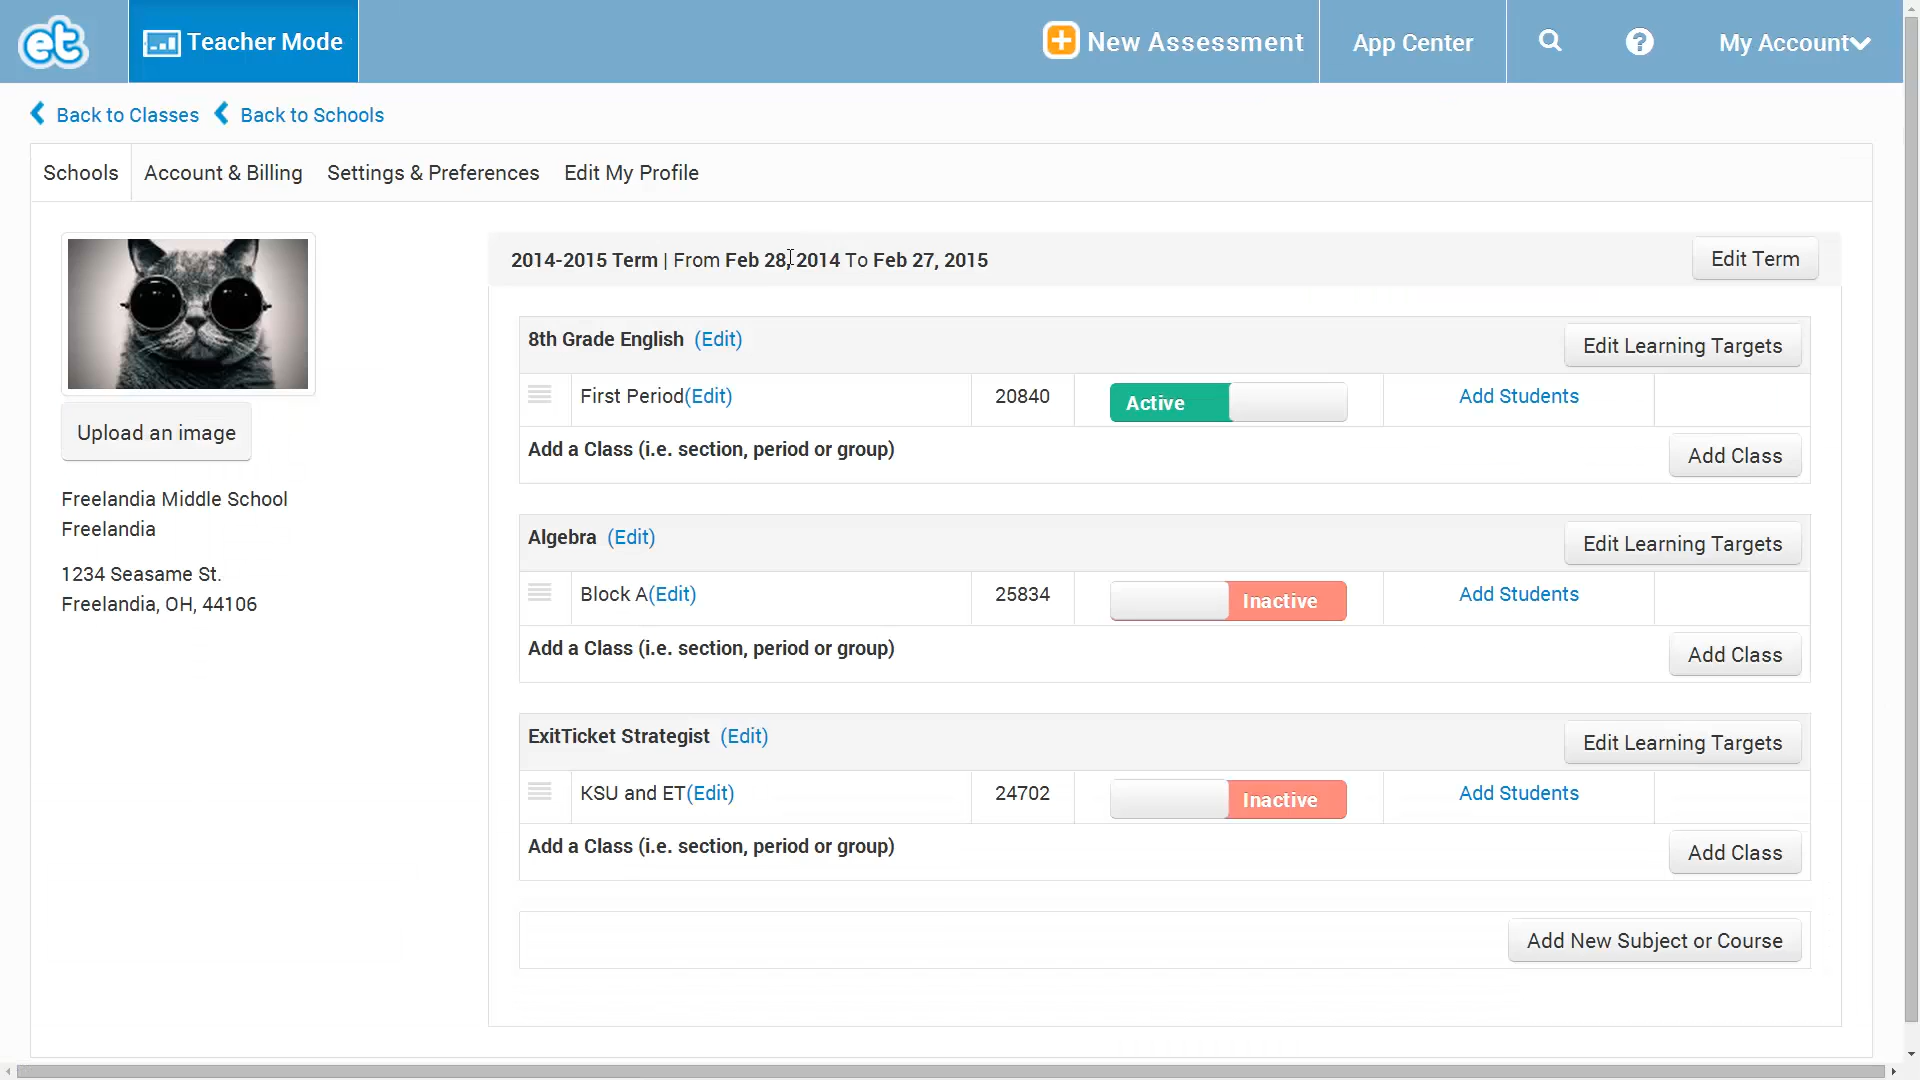 et Teacher Mode New Assessment App Center ? My Account
Back to Classes Back to Schools
Schools Account & Billing Settings & Preferences Edit My Profile
2014-2015 Term | From Feb 28, 2014 To Feb 27, 2015 Edit Term
8th Grade English (Edit) Edit Learning Targets
First Period(Edit) 20840 Active Add Students
Add a Class (i.e. section, period or group) Add Class
Upload an image
Freelandia Middle School
Freelandia
1234 Seasame St.
Freelandia, OH, 44106
Algebra (Edit) Edit Learning Targets
Block A(Edit) 25834 Inactive Add Students
Add a Class (i.e. section, period or group) Add Class
ExitTicket Strategist (Edit) Edit Learning Targets
KSU and ET(Edit) 24702 Inactive Add Students
Add a Class (i.e. section, period or group) Add Class
Add New Subject or Course